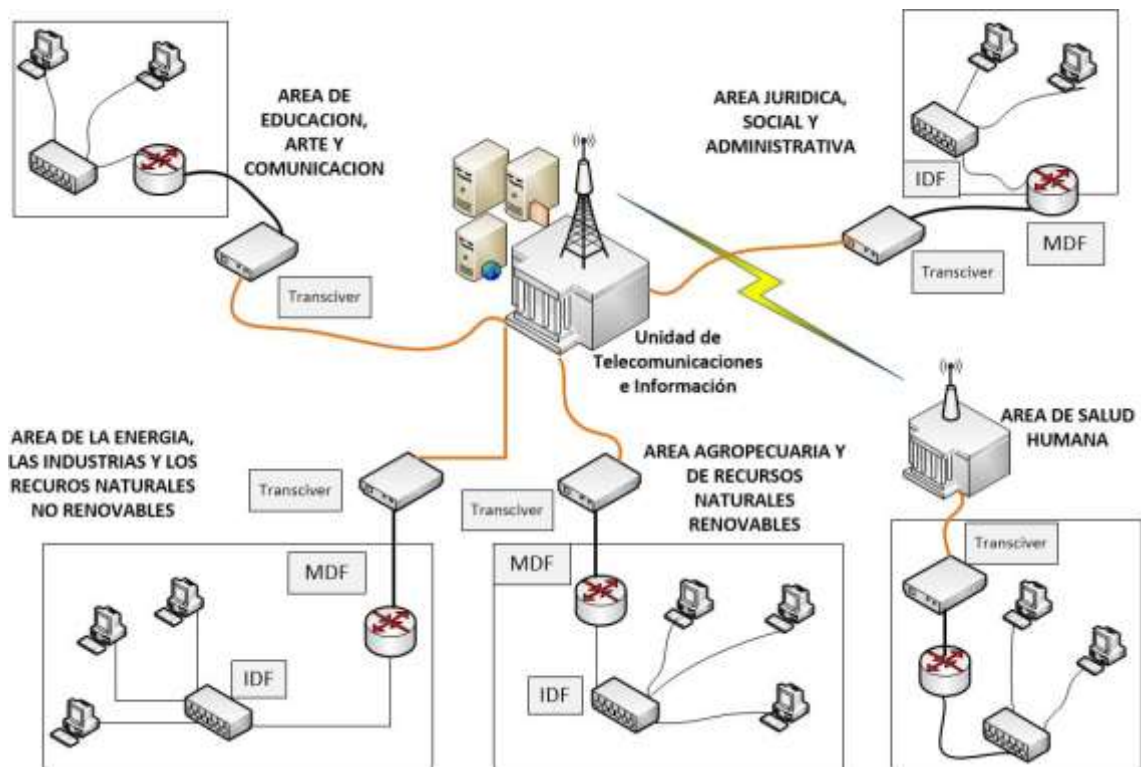 AREA DE
EDUCACION,
ARTE Y
COMUNICACION
Transciver
AREA JURIDICA,
SOCIAL Y
ADMINISTRATIVA
IDF
MDF
Transciver
Unidad de
Telecomunicaciones
e Información
AREA DE SALUD
HUMANA
Transciver
AREA DE LA ENERGIA,
LAS INDUSTRIAS Y LOS
RECUROS NATURALES
NO RENOVABLES
Transciver
MDF
IDF
AREA AGROPECUARIA Y
DE RECURSOS
NATURALES
RENOVABLES
Transciver
MDF
IDF